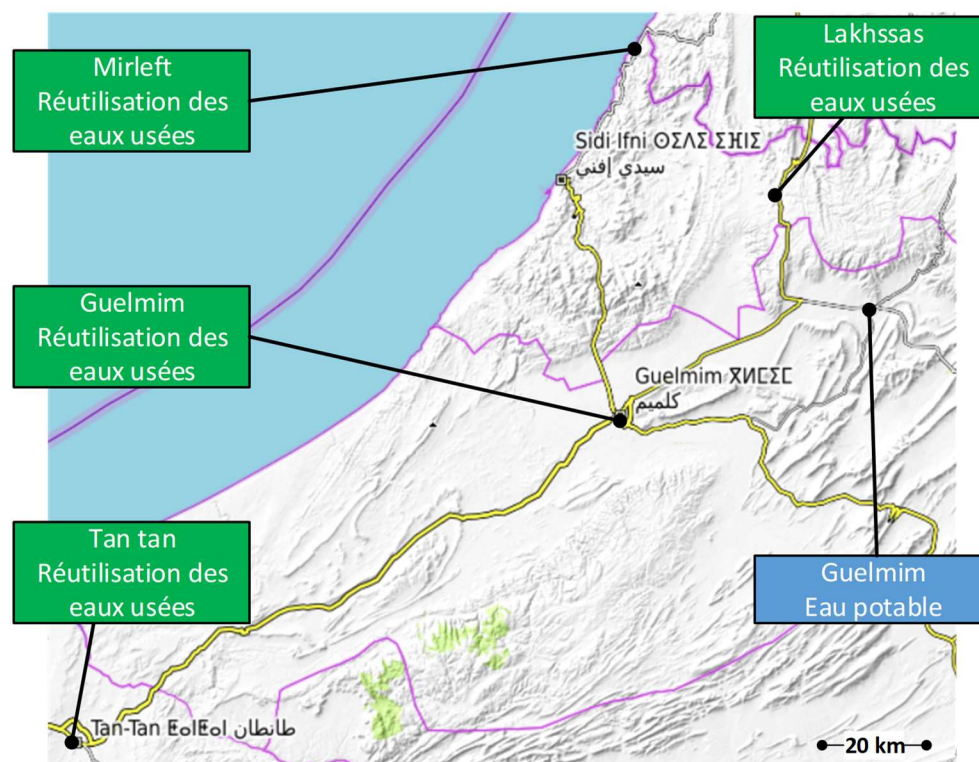 Mirleft
Réutilisation des
eaux usées
Lakhssas
Réutilisation des
eaux usées
Sidi Ifni ⵙⵉⴷⵉ ⵉⴼⵏⵉ
سيدي إفني
Guelmim
Réutilisation des
eaux usées
Guelmim ⴳⵍⵎⵉⵎ
كلميم
Tan tan
Réutilisation des
eaux usées
Guelmim
Eau potable
Tan-Tan ⵟⴰⵏⵟⴰⵏ طانطان
20 km